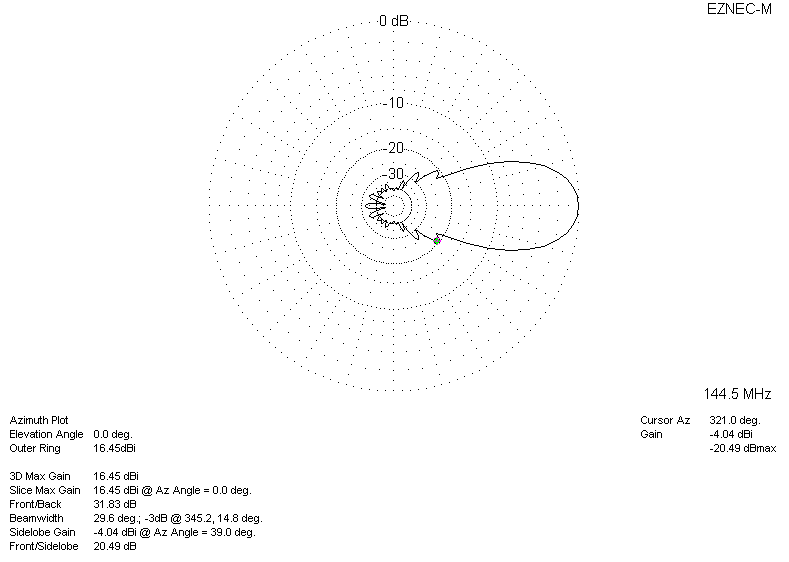 EZNEC-M
0 dB
-10
-20
-30
144.5 MHz
Azimuth Plot
Elevation Angle 0.0 deg.
Outer Ring 16.45dBi
Cursor Az 321.0 deg.
Gain -4.04 dBi
-20.49 dBmax
3D Max Gain 16.45 dBi
Slice Max Gain 16.45 dBi @ Az Angle = 0.0 deg.
Front/Back 31.83 dB
Beamwidth 29.6 deg.; -3dB @ 345.2, 14.8 deg.
Sidelobe Gain -4.04 dBi @ Az Angle = 39.0 deg.
Front/Sidelobe 20.49 dB